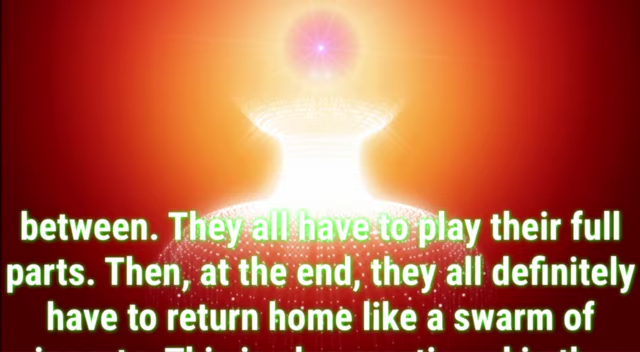 between. They all have to play their full
parts. Then, at the end, they all definitely
have to return home like a swarm of